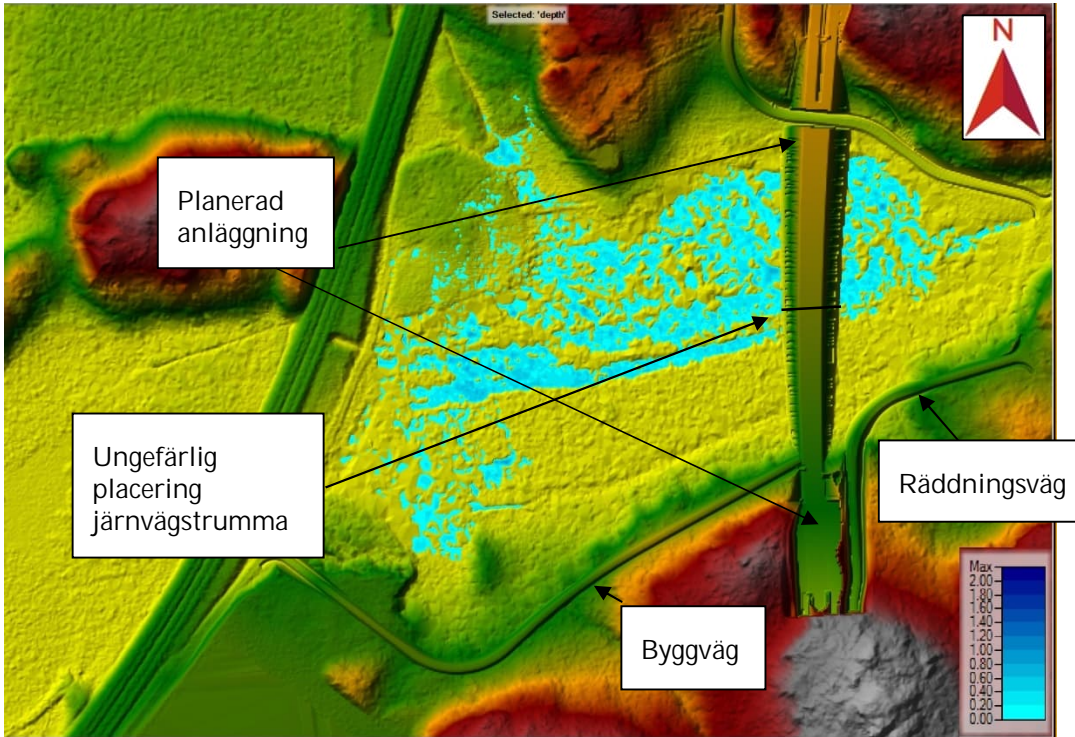 Selected: 'depth'
N
Planerad
anläggning
Ungefärlig
placering
järnvägstrumma
Räddningsväg
Byggväg
Max
2.00
1.80
1.60
1.40
1.20
1.00
0.80
0.60
0.40
0.20
0.00